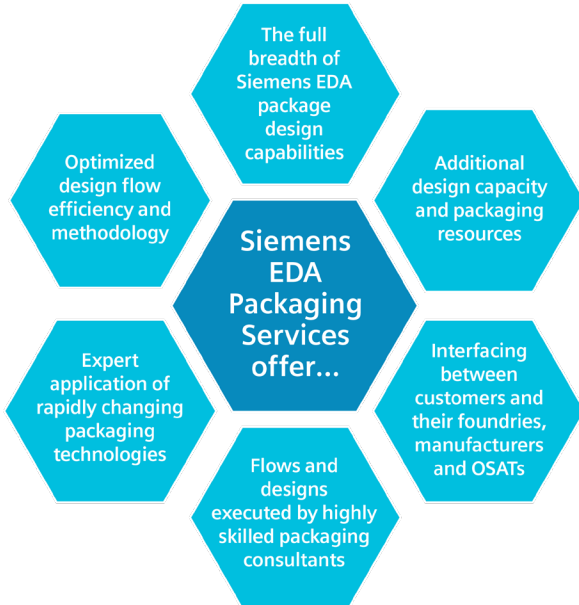 The full
breadth of
Siemens EDA
package
design
capabilities
Optimized
design flow
efficiency and
methodology
Additional
design capacity
and packaging
resources
Siemens
EDA
Packaging
Services
offer...
Expert
application of
rapidly changing
packaging
technologies
Interfacing
between
customers and
their foundries,
manufacturers
and OSATs
Flows and
designs
executed by highly
skilled packaging
consultants